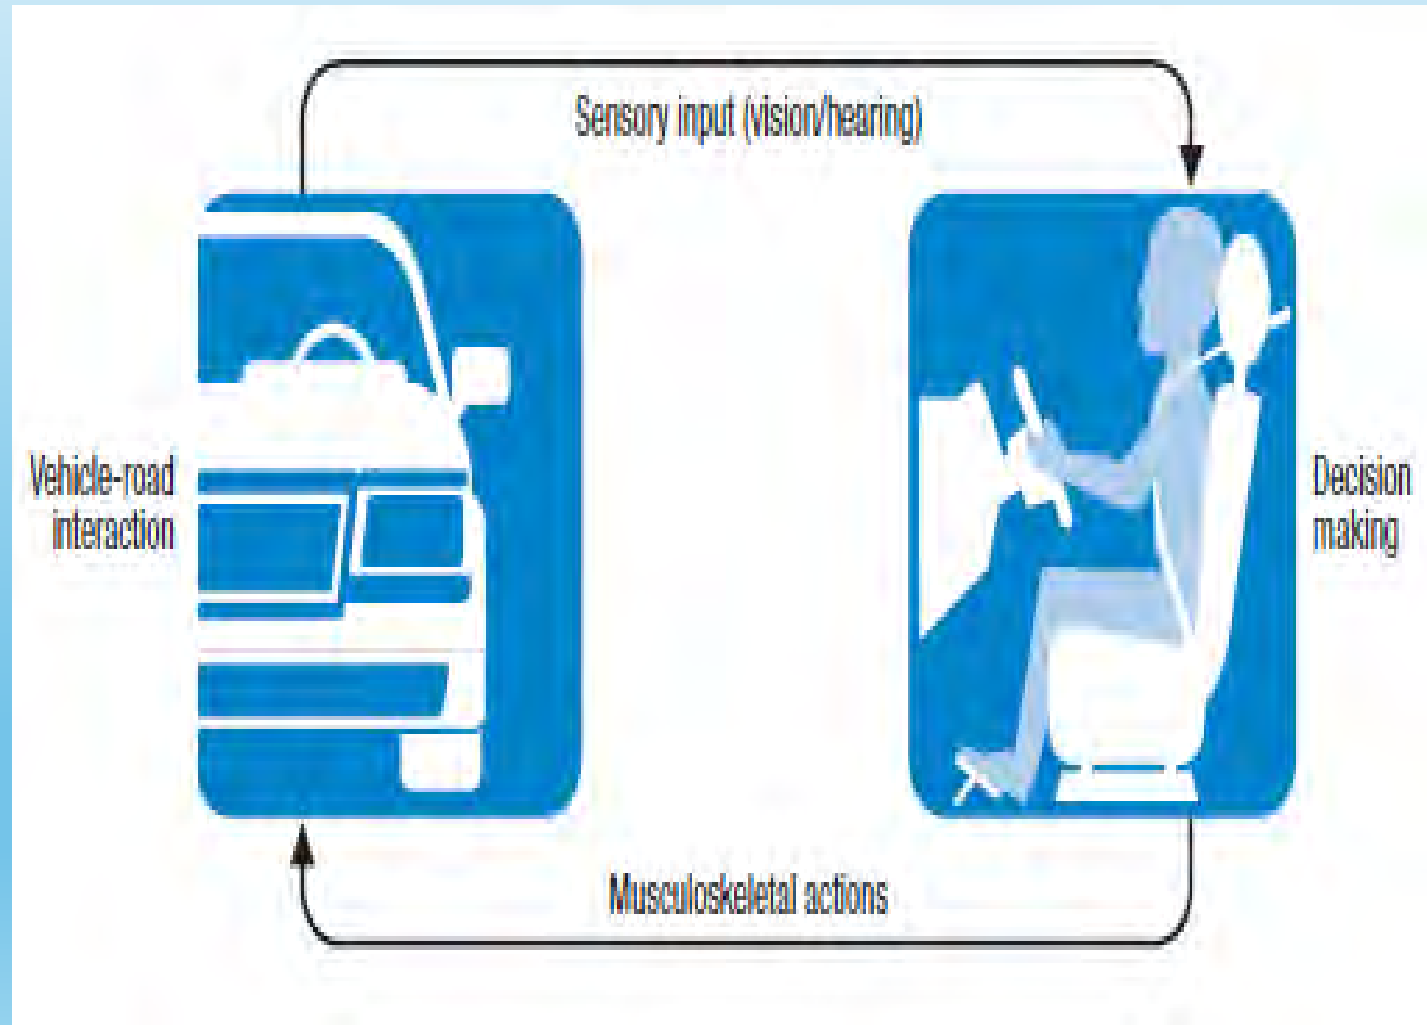 Sensory input (vision/hearing)
Vehicle-road
interaction
Decision
making
Musculoskeletal actions